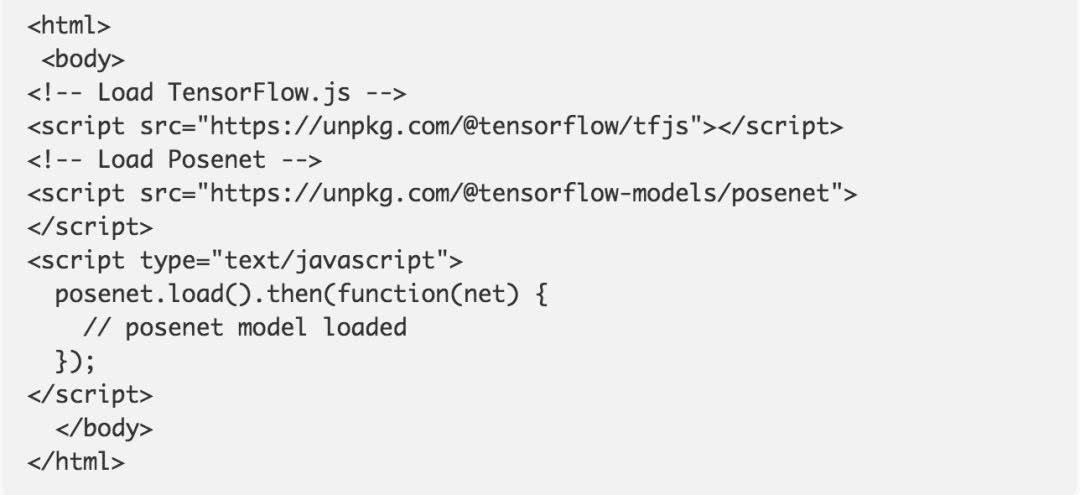 <html>
 <body>
<!-- Load TensorFlow.js -->
<script src="https://unpkg.com/@tensorflow/tfjs"></script>
<!-- Load Posenet -->
<script src="https://unpkg.com/@tensorflow-models/posenet">
</script>
<script type="text/javascript">
  posenet.load().then(function(net) {
    // posenet model loaded
  });
</script>
  </body>
</html>